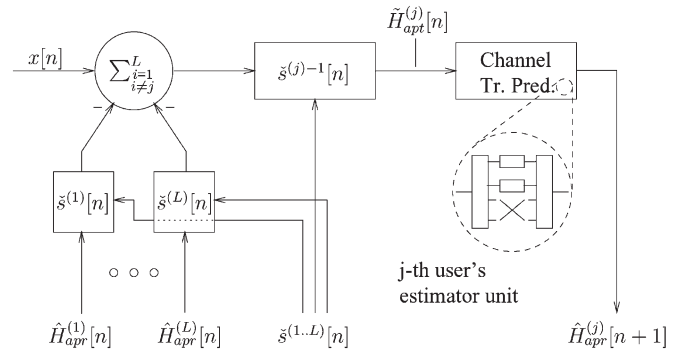 H̃_{apt}^{(j)}[n]
x[n]
∑_{i=1, i≠j}^{L}
š^{(j)-1}[n]
Channel
Tr. Pred.
š^{(1)}[n]
š^{(L)}[n]
j-th user's
estimator unit
Ĥ_{apr}^{(1)}[n]
Ĥ_{apr}^{(L)}[n]
š^{(1..L)}[n]
Ĥ_{apr}^{(j)}[n + 1]